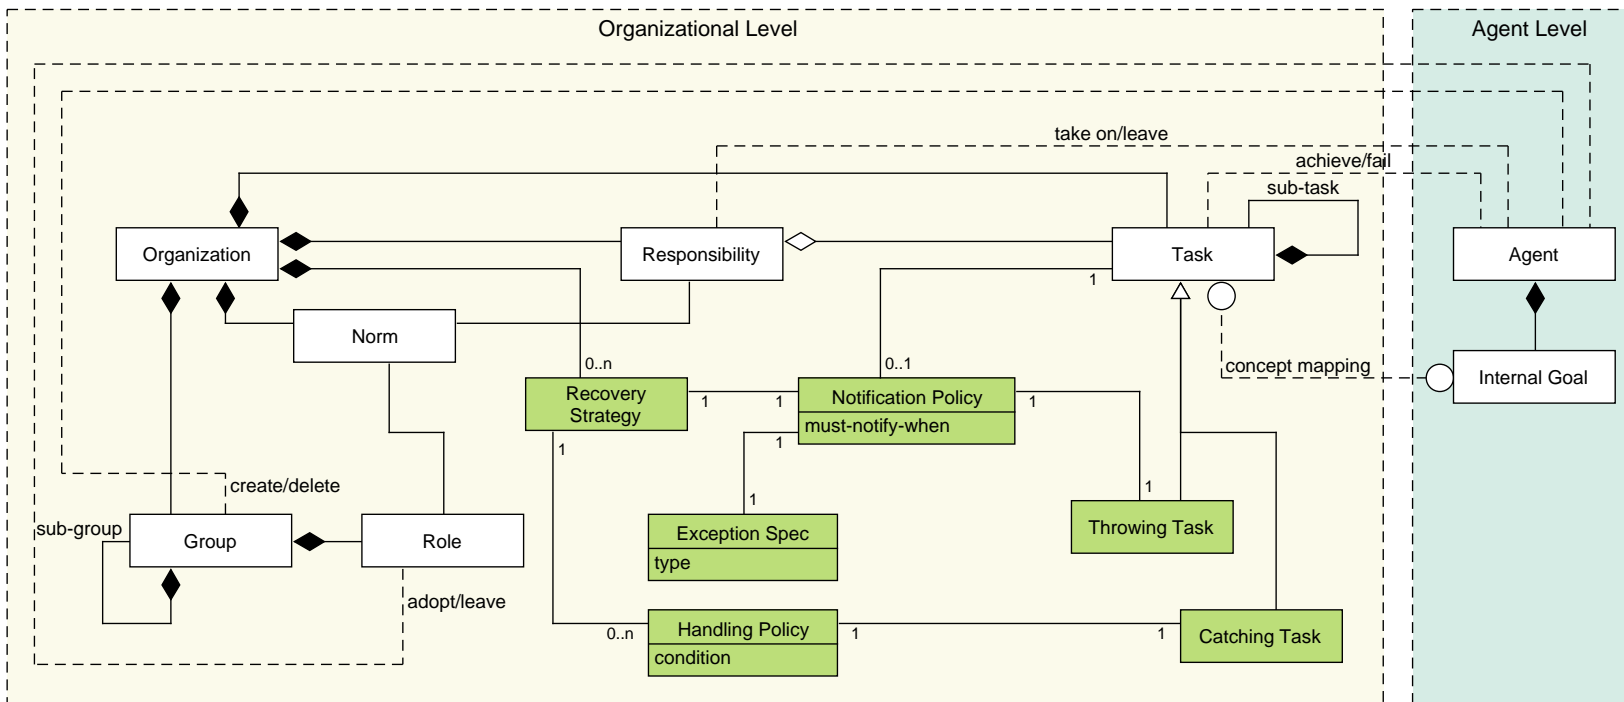 Organizational Level
Agent Level
take on/leave
achieve/fail
sub-task
Organization
Responsibility
Task
Agent
1
Norm
0..n
0..1
concept mapping
Internal Goal
Recovery
Strategy
1
1
Notification Policy
1
must-notify-when
1
1
create/delete
1
1
sub-group
Group
Role
Exception Spec
type
Throwing Task
adopt/leave
0..n
Handling Policy
1
1
Catching Task
condition